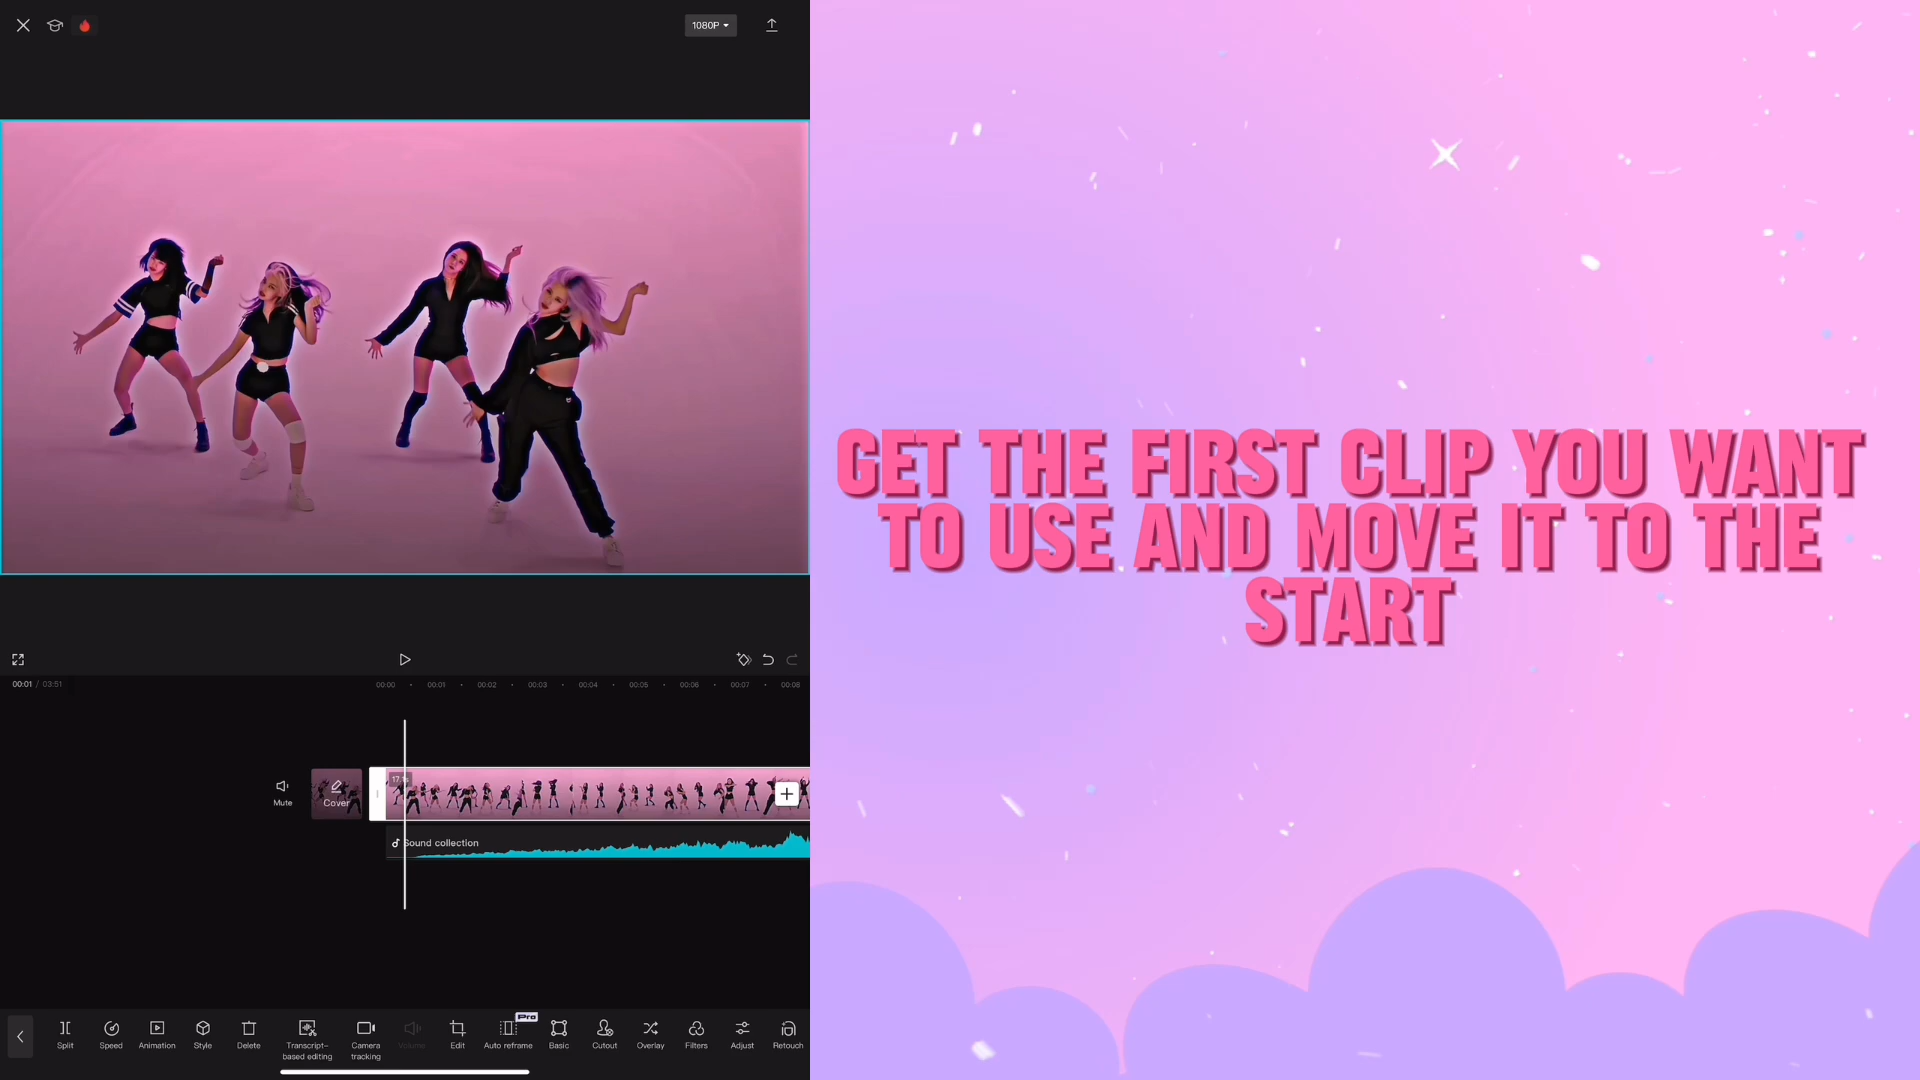 1080P
GET THE FIRST CLIP YOU WANT
TO USE AND MOVE IT TO THE
START
00:01 / 03:51
00:00 00:01 00:02 00:03 00:04 00:05 00:06 00:07 00:08
17.1s
Mute
Cover
Sound collection
Pro
Split Speed Animation Style Delete Transcript-based editing Camera tracking Volume Edit Auto reframe Basic Cutout Overlay Filters Adjust Retouch